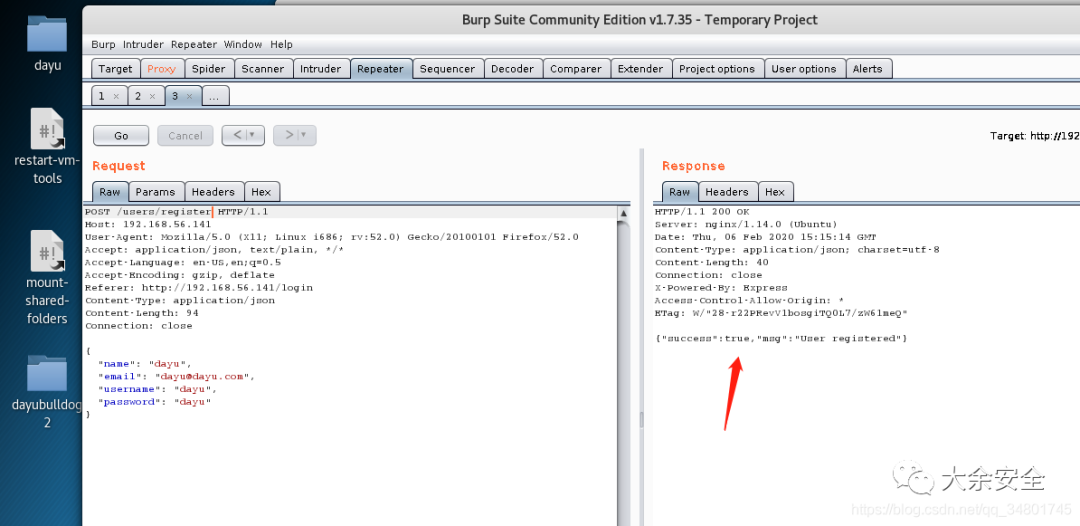 dayu
restart-vm-
tools
mount-
shared-
folders
dayubulldog
2
Burp Suite Community Edition v1.7.35 - Temporary Project
Burp Intruder Repeater Window Help
Target Proxy Spider Scanner Intruder Repeater Sequencer Decoder Comparer Extender Project options User options Alerts
1 × 2 × 3 × ...
Go Cancel < > Target: http://192
Request
Raw Params Headers Hex
POST /users/register HTTP/1.1
Host: 192.168.56.141
User-Agent: Mozilla/5.0 (X11; Linux i686; rv:52.0) Gecko/20100101 Firefox/52.0
Accept: application/json, text/plain, */*
Accept-Language: en-US,en;q=0.5
Accept-Encoding: gzip, deflate
Referer: http://192.168.56.141/login
Content-Type: application/json
Content-Length: 94
Connection: close
{
"name": "dayu",
"email": "dayu@dayu.com",
"username": "dayu",
"password": "dayu"
}
Response
Raw Headers Hex
HTTP/1.1 200 OK
Server: nginx/1.14.0 (Ubuntu)
Date: Thu, 06 Feb 2020 15:15:14 GMT
Content-Type: application/json; charset=utf-8
Content-Length: 40
Connection: close
X-Powered-By: Express
Access-Control-Allow-Origin: *
ETag: W/"28-r22PRevVlbosgiTQ0L7/zW61meQ"
{"success":true,"msg":"User registered"}
大余安全
https://blog.csdn.net/qq_34801745